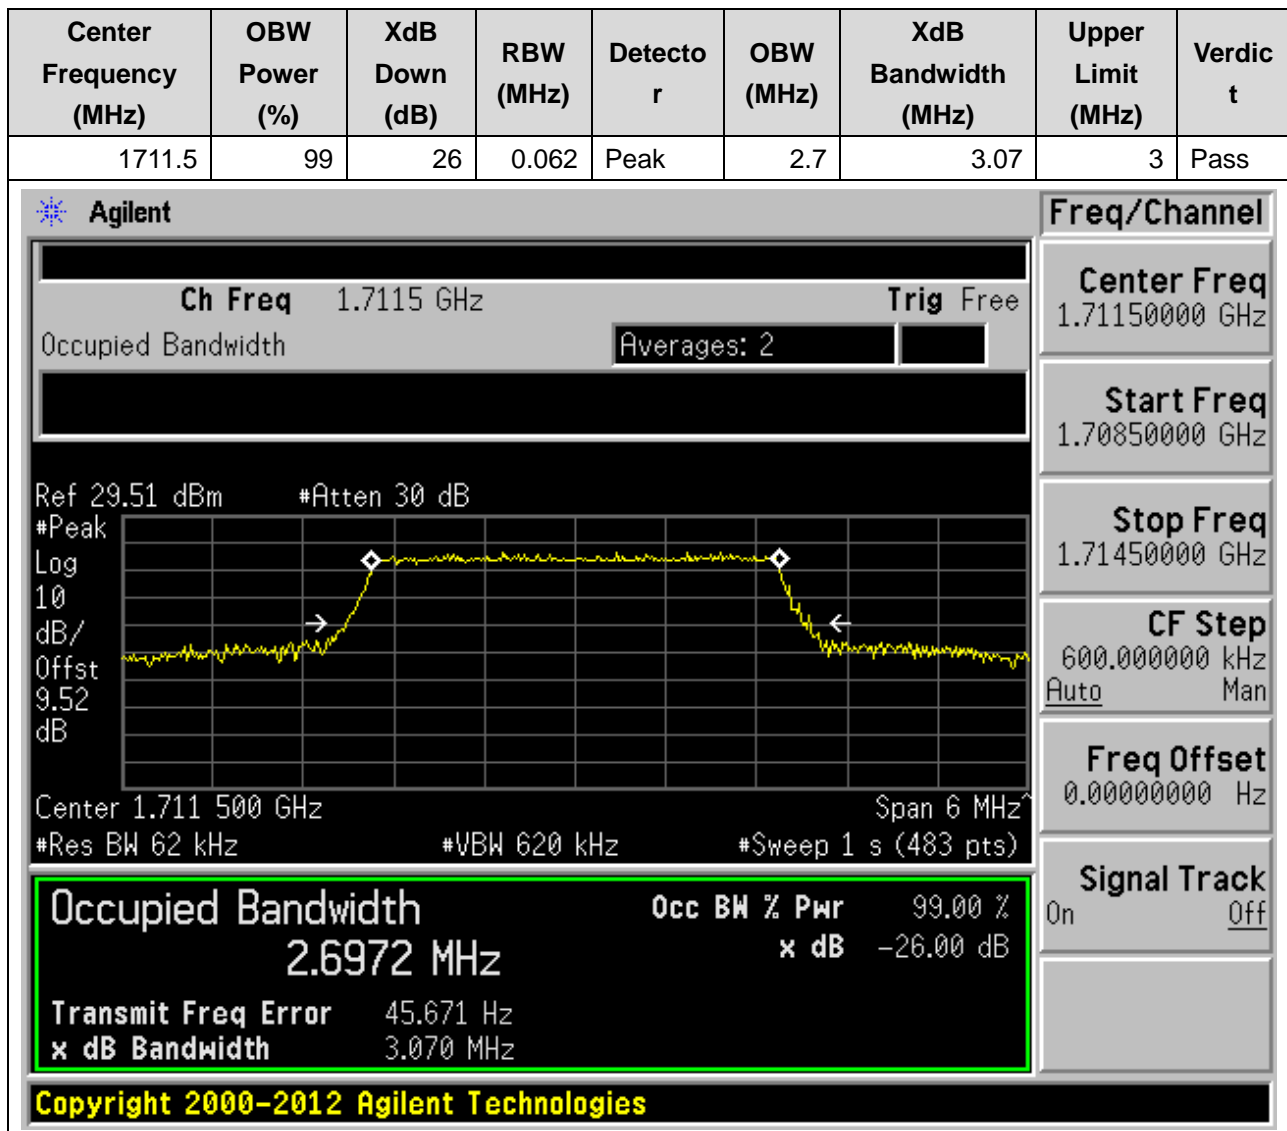 Center Frequency (MHz) OBW Power (%) XdB Down (dB) RBW (MHz) Detector OBW (MHz) XdB Bandwidth (MHz) Upper Limit (MHz) Verdict
1711.5 99 26 0.062 Peak 2.7 3.07 3 Pass
Agilent
Freq/Channel
Ch Freq 1.7115 GHz Trig Free
Occupied Bandwidth Averages: 2
Ref 29.51 dBm #Atten 30 dB
#Peak
Log
10
dB/
Offst
9.52
dB
Center 1.711 500 GHz Span 6 MHz^
#Res BW 62 kHz #VBW 620 kHz #Sweep 1 s (483 pts)
Occupied Bandwidth Occ BW % Pwr 99.00 %
2.6972 MHz x dB -26.00 dB
Transmit Freq Error 45.671 Hz
x dB Bandwidth 3.070 MHz
Copyright 2000-2012 Agilent Technologies
Center Freq
1.71150000 GHz
Start Freq
1.70850000 GHz
Stop Freq
1.71450000 GHz
CF Step
600.000000 kHz
Auto Man
Freq Offset
0.00000000 Hz
Signal Track
On Off